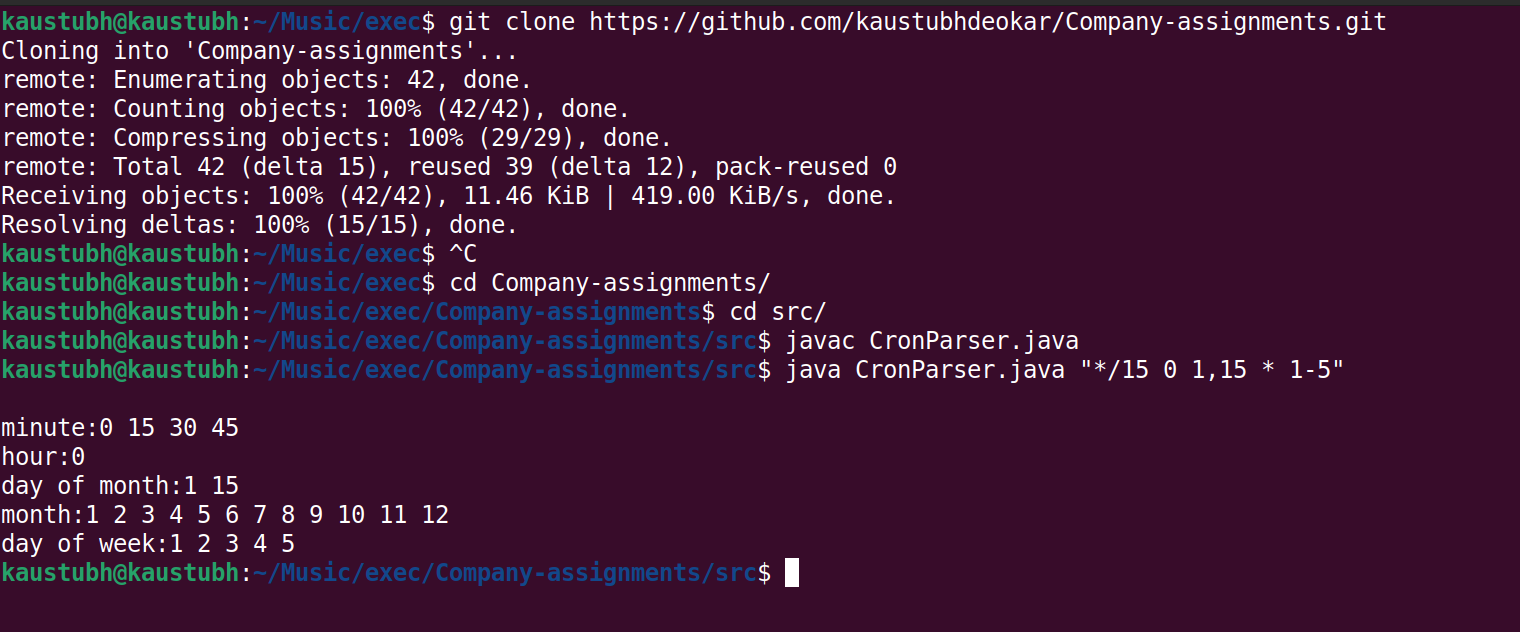 kaustubh@kaustubh:~/Music/exec$ git clone https://github.com/kaustubhdeokar/Company-assignments.git
Cloning into 'Company-assignments'...
remote: Enumerating objects: 42, done.
remote: Counting objects: 100% (42/42), done.
remote: Compressing objects: 100% (29/29), done.
remote: Total 42 (delta 15), reused 39 (delta 12), pack-reused 0
Receiving objects: 100% (42/42), 11.46 KiB | 419.00 KiB/s, done.
Resolving deltas: 100% (15/15), done.
kaustubh@kaustubh:~/Music/exec$ ^C
kaustubh@kaustubh:~/Music/exec$ cd Company-assignments/
kaustubh@kaustubh:~/Music/exec/Company-assignments$ cd src/
kaustubh@kaustubh:~/Music/exec/Company-assignments/src$ javac CronParser.java
kaustubh@kaustubh:~/Music/exec/Company-assignments/src$ java CronParser.java "*/15 0 1,15 * 1-5"
minute:0 15 30 45
hour:0
day of month:1 15
month:1 2 3 4 5 6 7 8 9 10 11 12
day of week:1 2 3 4 5
kaustubh@kaustubh:~/Music/exec/Company-assignments/src$